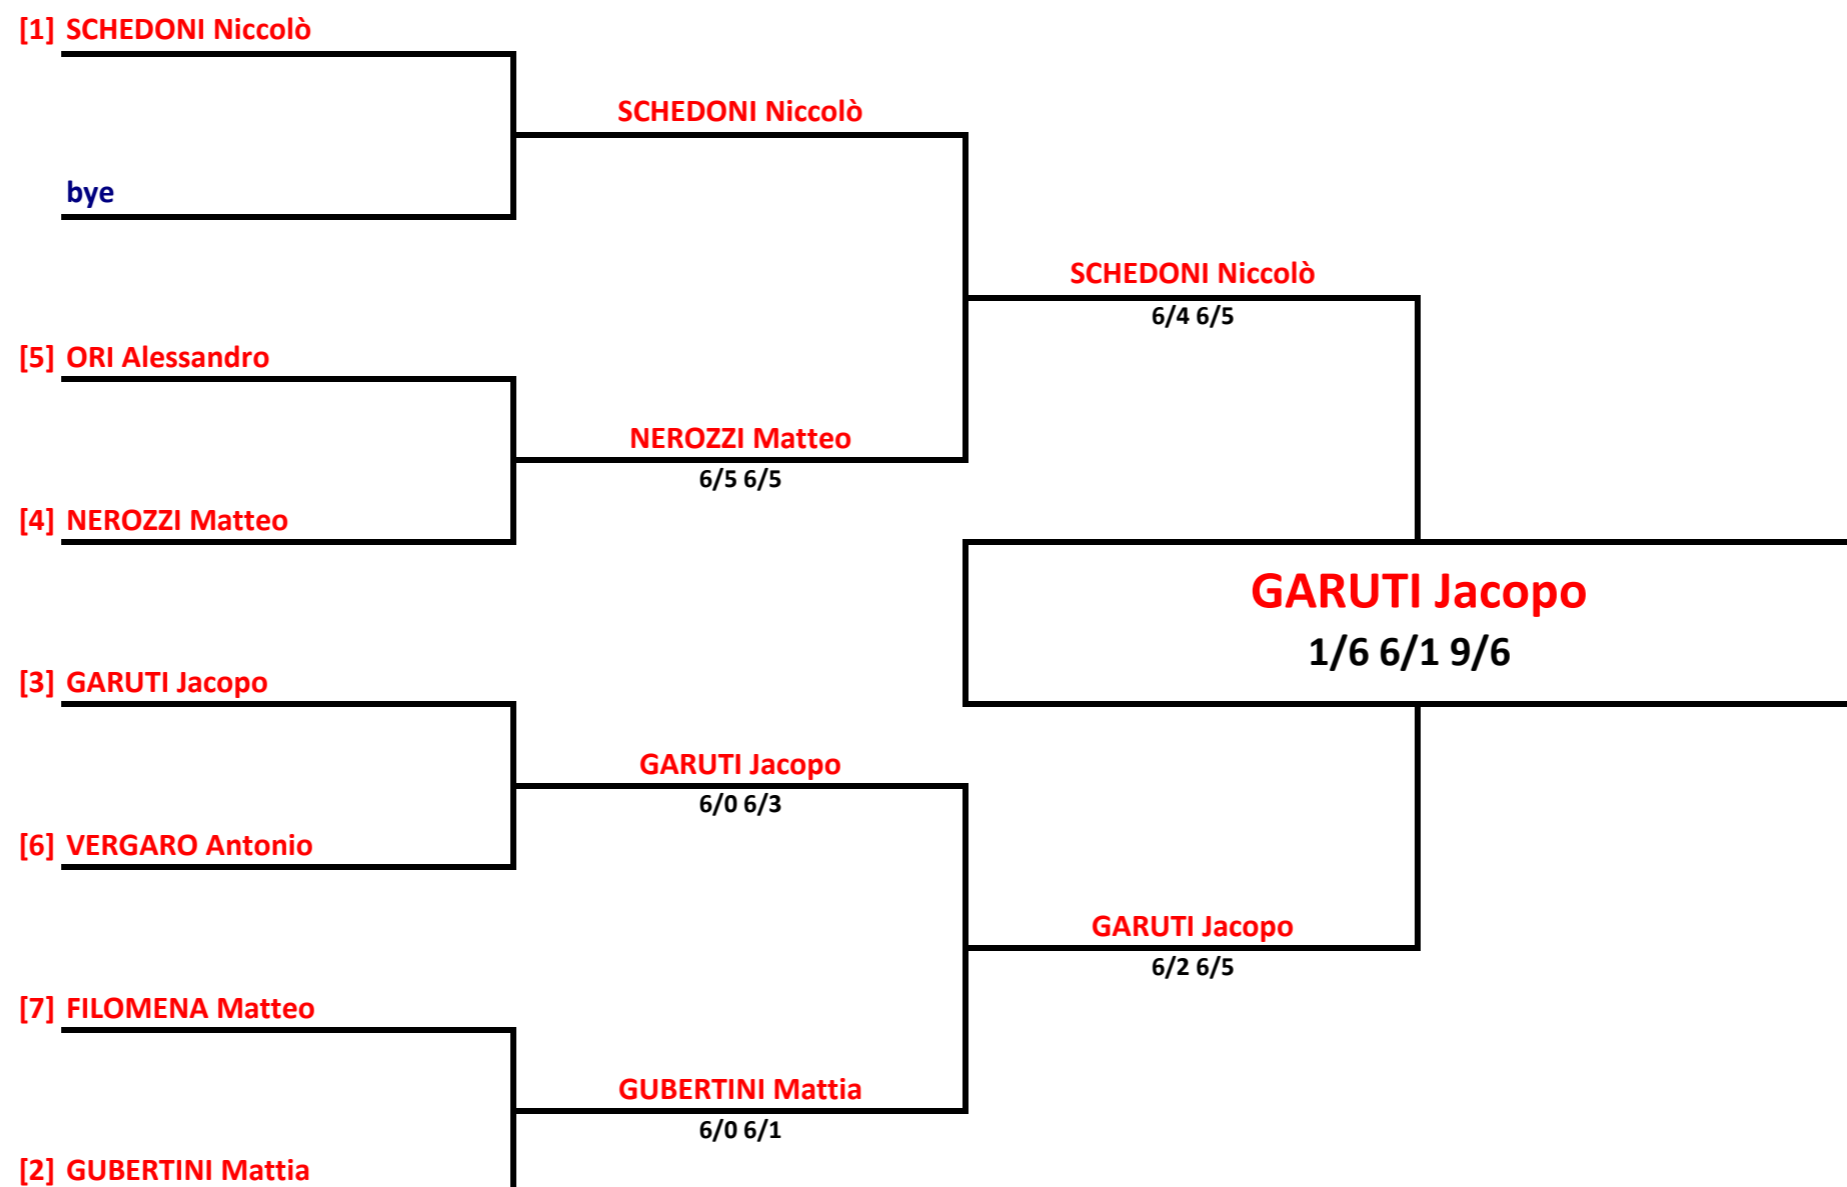 [1] SCHEDONI Niccolò
SCHEDONI Niccolò
bye
SCHEDONI Niccolò
6/4 6/5
[5] ORI Alessandro
NEROZZI Matteo
6/5 6/5
[4] NEROZZI Matteo
GARUTI Jacopo
1/6 6/1 9/6
[3] GARUTI Jacopo
GARUTI Jacopo
6/0 6/3
[6] VERGARO Antonio
GARUTI Jacopo
6/2 6/5
[7] FILOMENA Matteo
GUBERTINI Mattia
6/0 6/1
[2] GUBERTINI Mattia